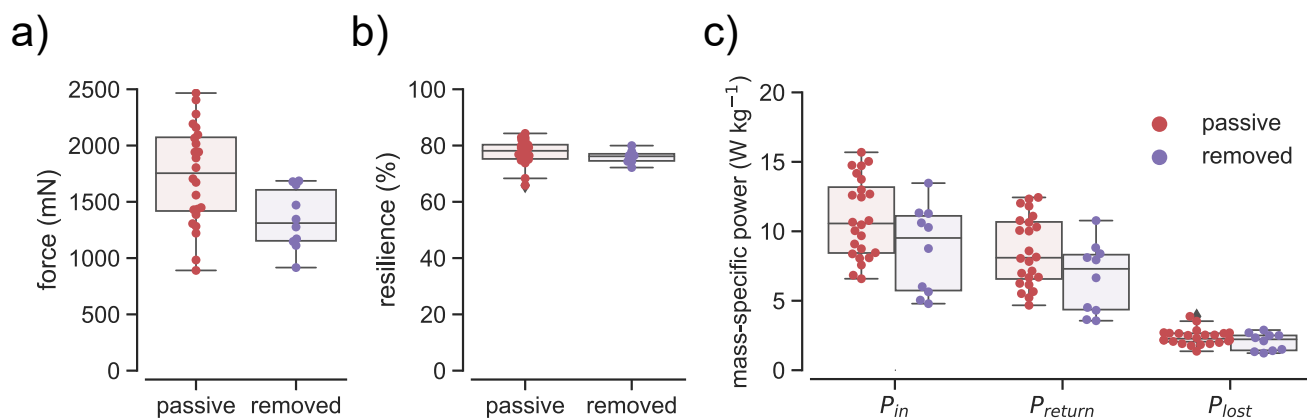 a)
b)
c)
force (mN)
2500
2000
1500
1000
500
0
passive removed
resilience (%)
100
80
60
40
20
0
passive removed
mass-specific power (W kg⁻¹)
20
15
10
5
0
passive
removed
P_in P_return P_lost